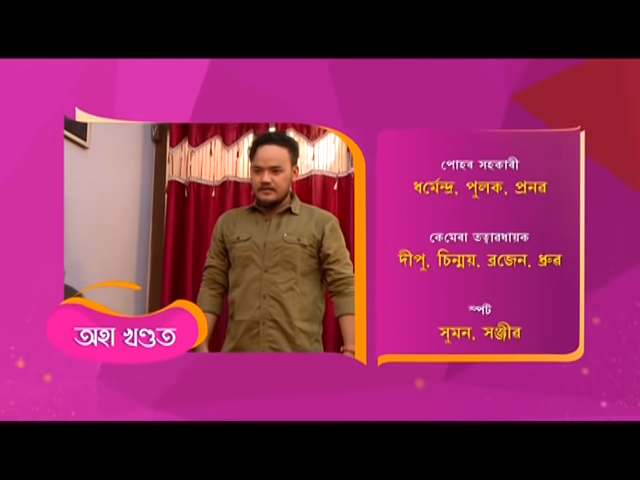 পোহৰ সহকাৰী
ধৰ্মেন্দ্ৰ, পুলক, প্ৰনৱ
কেমেৰা তত্বাৱধায়ক
দীপু, চিন্ময়, ব্ৰজেন, ধ্ৰুৱ
স্পট
সুমন, সঞ্জীৱ
অহা খণ্ডত